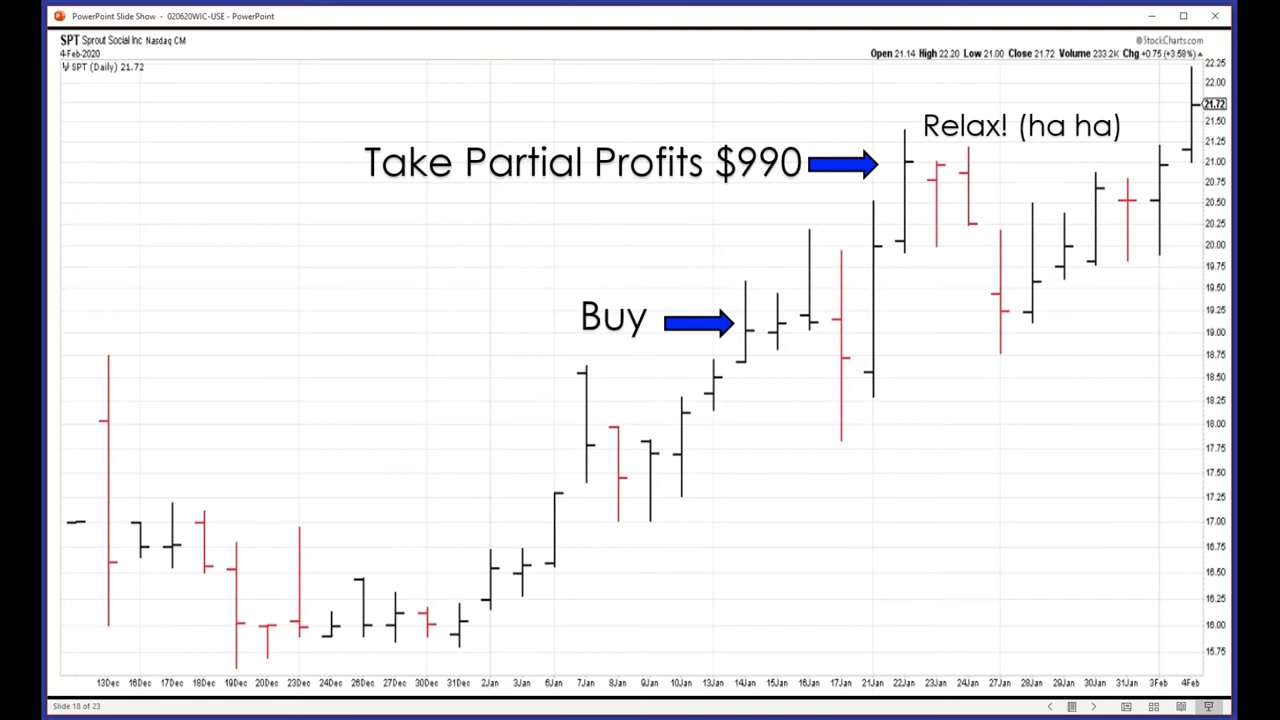 PowerPoint Slide Show - 020620WIC-USE - PowerPoint
SPT Sprout Social Inc Nasdaq CM
© StockCharts.com
4-Feb-2020
Open 21.14 High 22.20 Low 21.00 Close 21.72 Volume 233.2K Chg +0.75 (+3.58%)
SPT (Daily) 21.72
22.25
22.00
21.72
21.50
21.25
21.00
20.75
20.50
20.25
20.00
19.75
19.50
19.25
19.00
18.75
18.50
18.25
18.00
17.75
17.50
17.25
17.00
16.75
16.50
16.25
16.00
15.75
Relax! (ha ha)
Take Partial Profits $990
Buy
13Dec 16Dec 17Dec 18Dec 19Dec 20Dec 23Dec 24Dec 26Dec 27Dec 30Dec 31Dec 2Jan 3Jan 6Jan 7Jan 8Jan 9Jan 10Jan 13Jan 14Jan 15Jan 16Jan 17Jan 21Jan 22Jan 23Jan 24Jan 27Jan 28Jan 29Jan 30Jan 31Jan 3Feb 4Feb
Slide 18 of 23